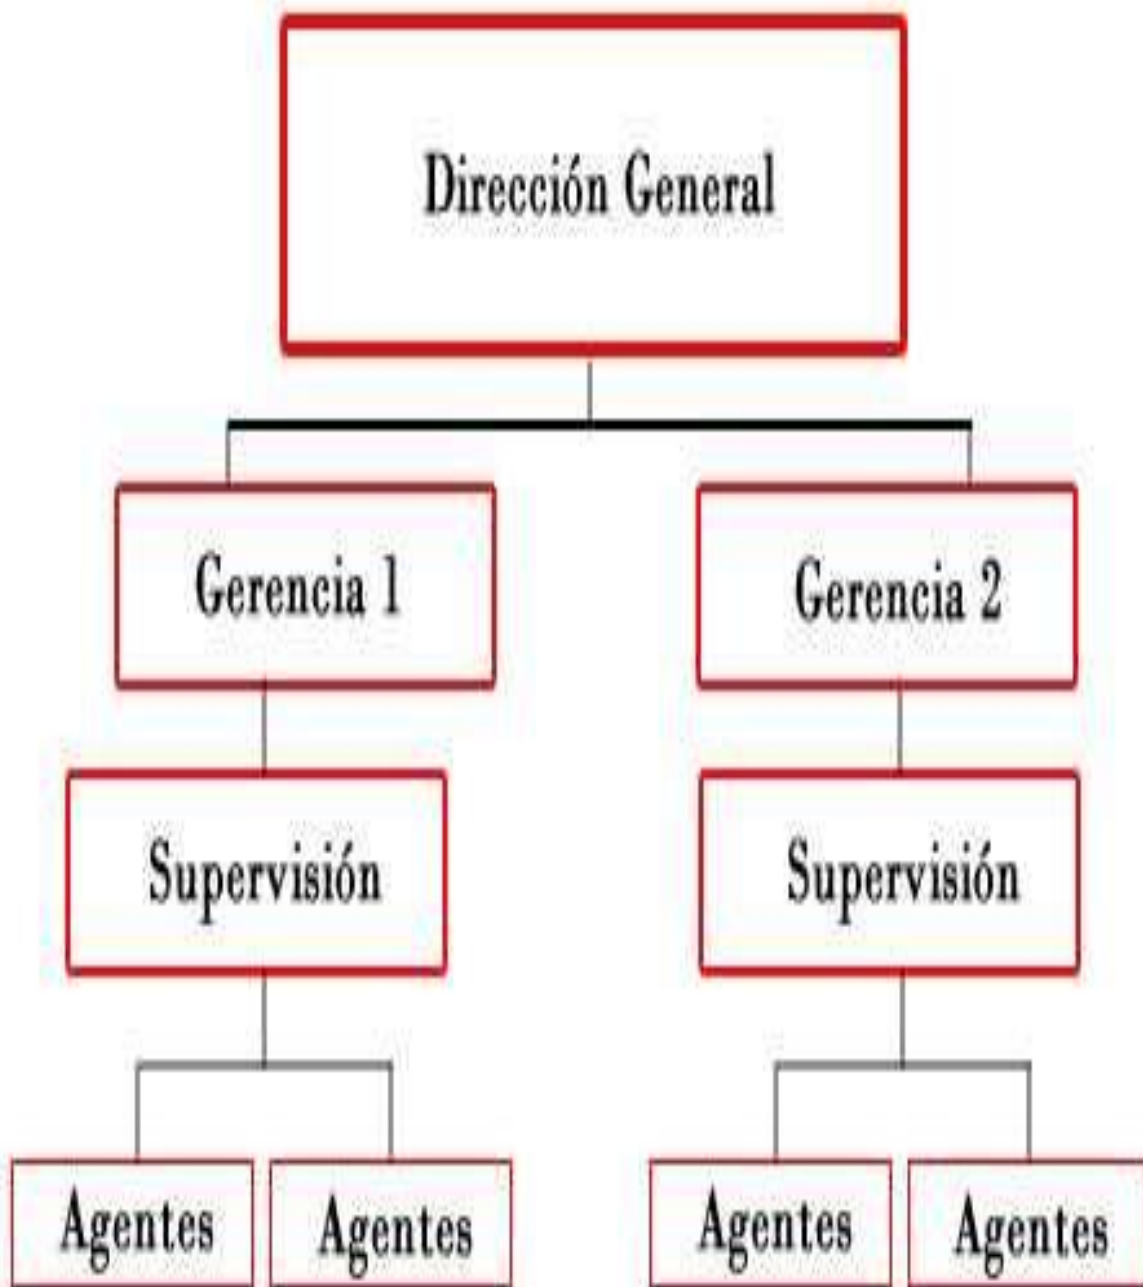 Dirección General
Gerencia 1
Gerencia 2
Supervisión
Supervisión
Agentes
Agentes
Agentes
Agentes